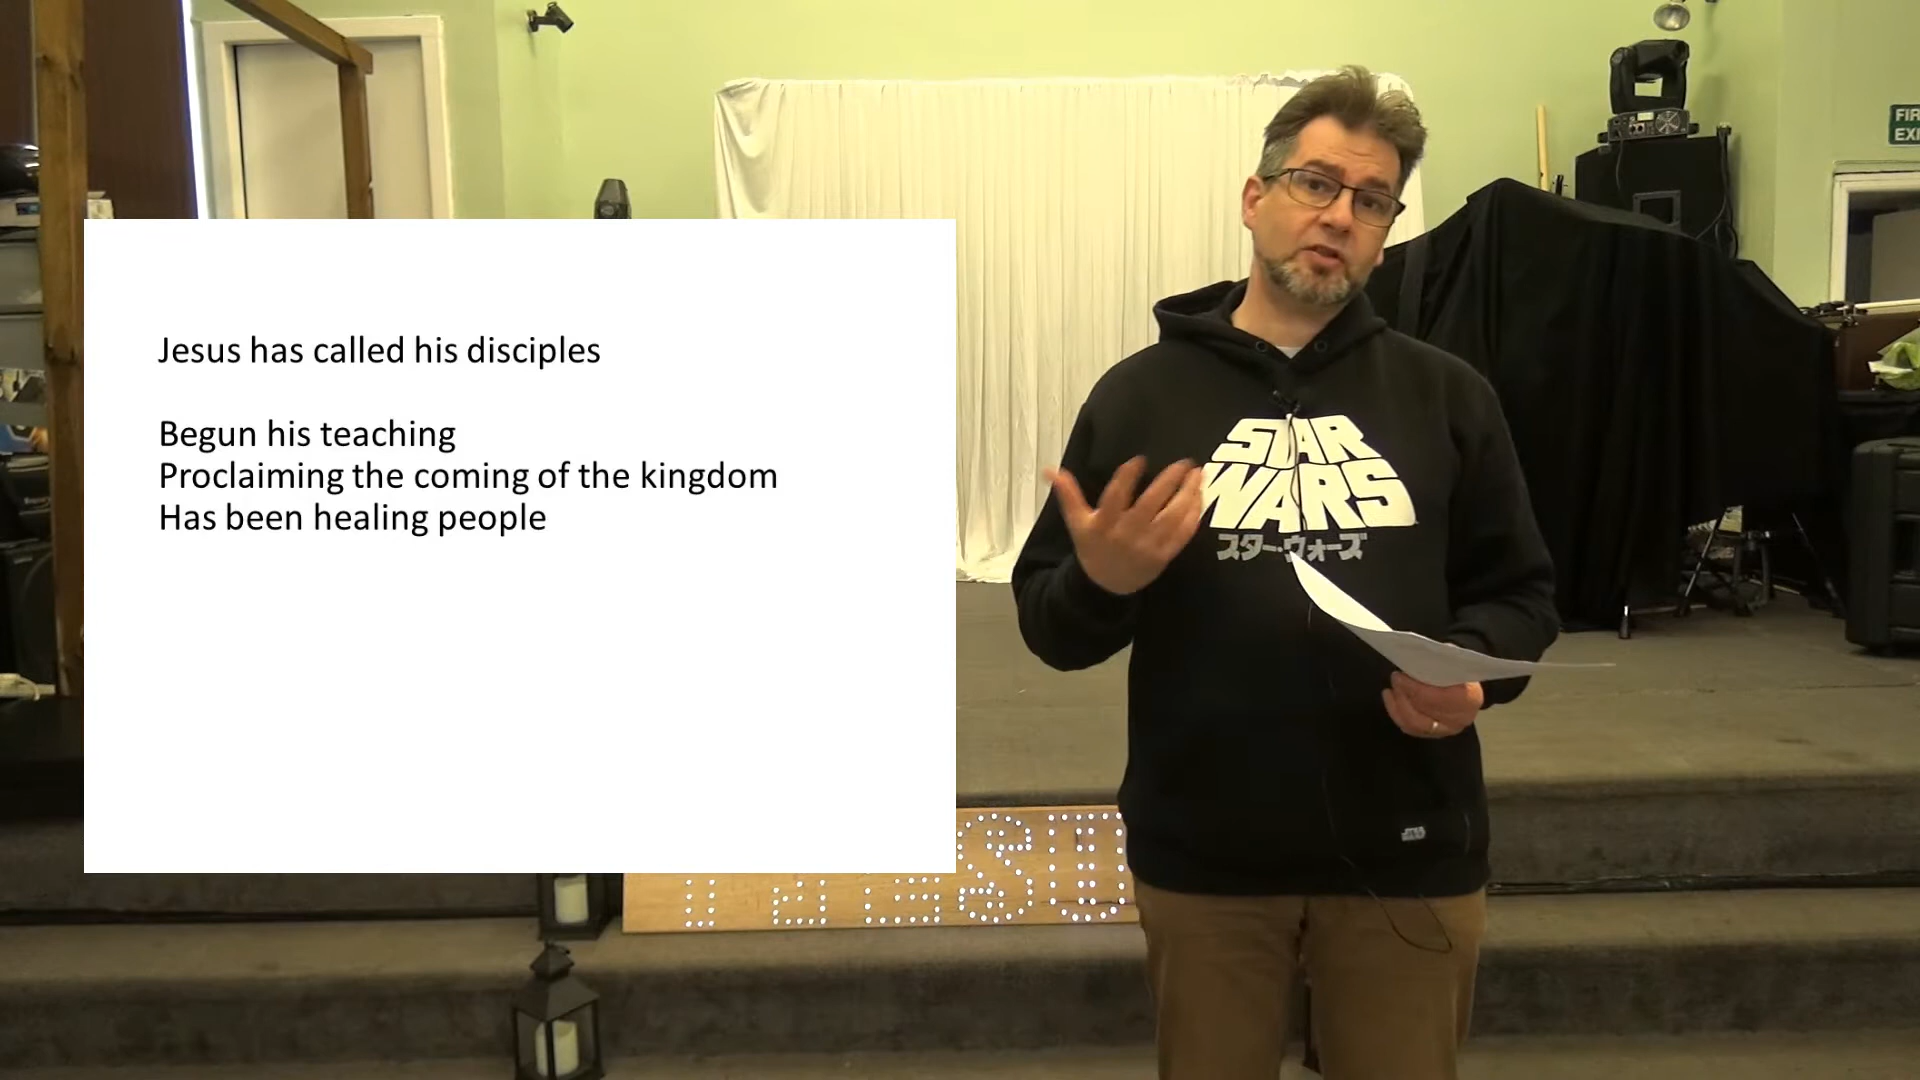 Jesus has called his disciples
Begun his teaching
Proclaiming the coming of the kingdom
Has been healing people
STAR
WARS
スター・ウォーズ
JESUS